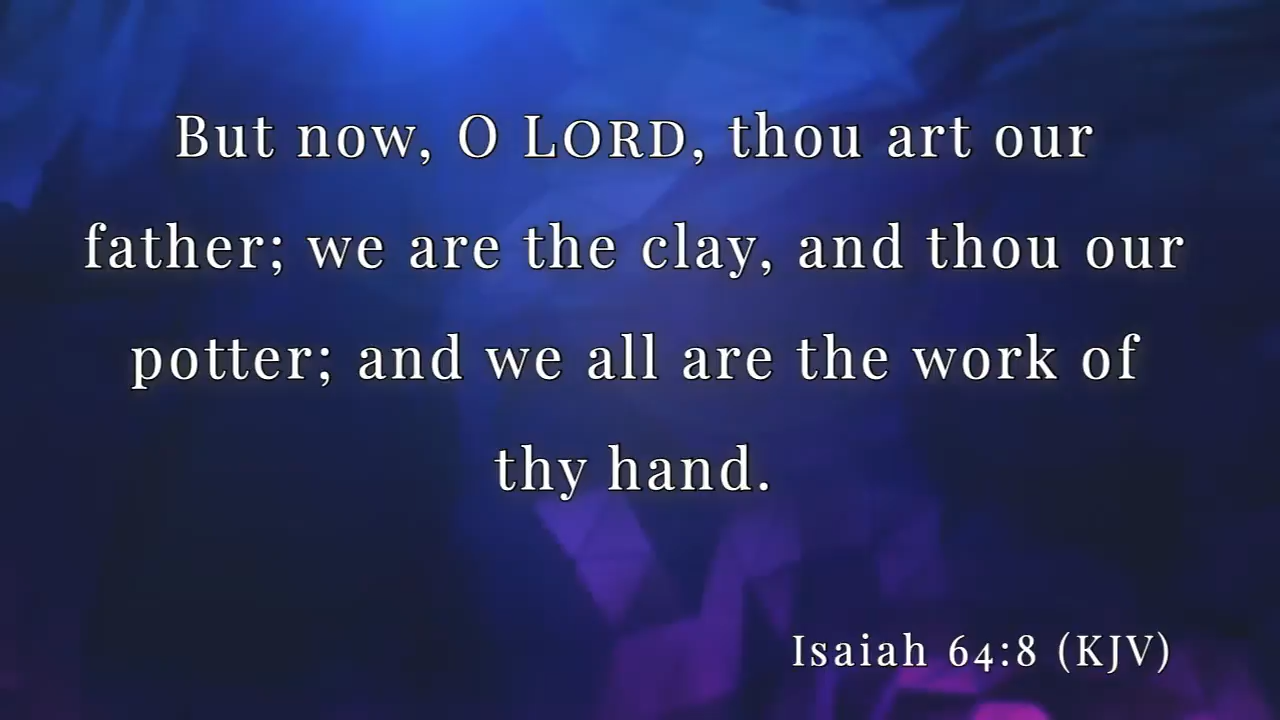 But now, O LORD, thou art our
father; we are the clay, and thou our
potter; and we all are the work of
thy hand.
Isaiah 64:8 (KJV)